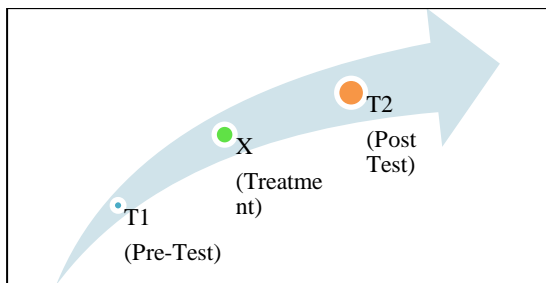 T1
(Pre-Test)
X
(Treatme
nt)
T2
(Post
Test)